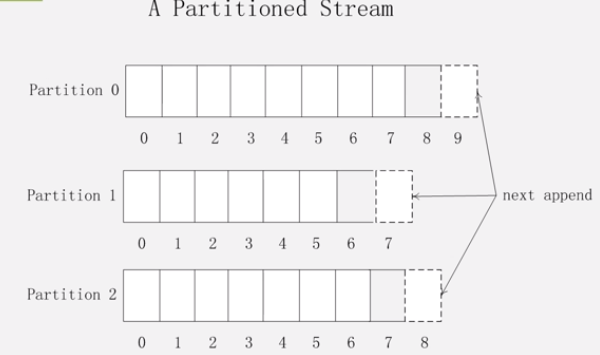 A Partitioned Stream
Partition 0
0 1 2 3 4 5 6 7 8 9
Partition 1
next append
0 1 2 3 4 5 6 7
Partition 2
0 1 2 3 4 5 6 7 8